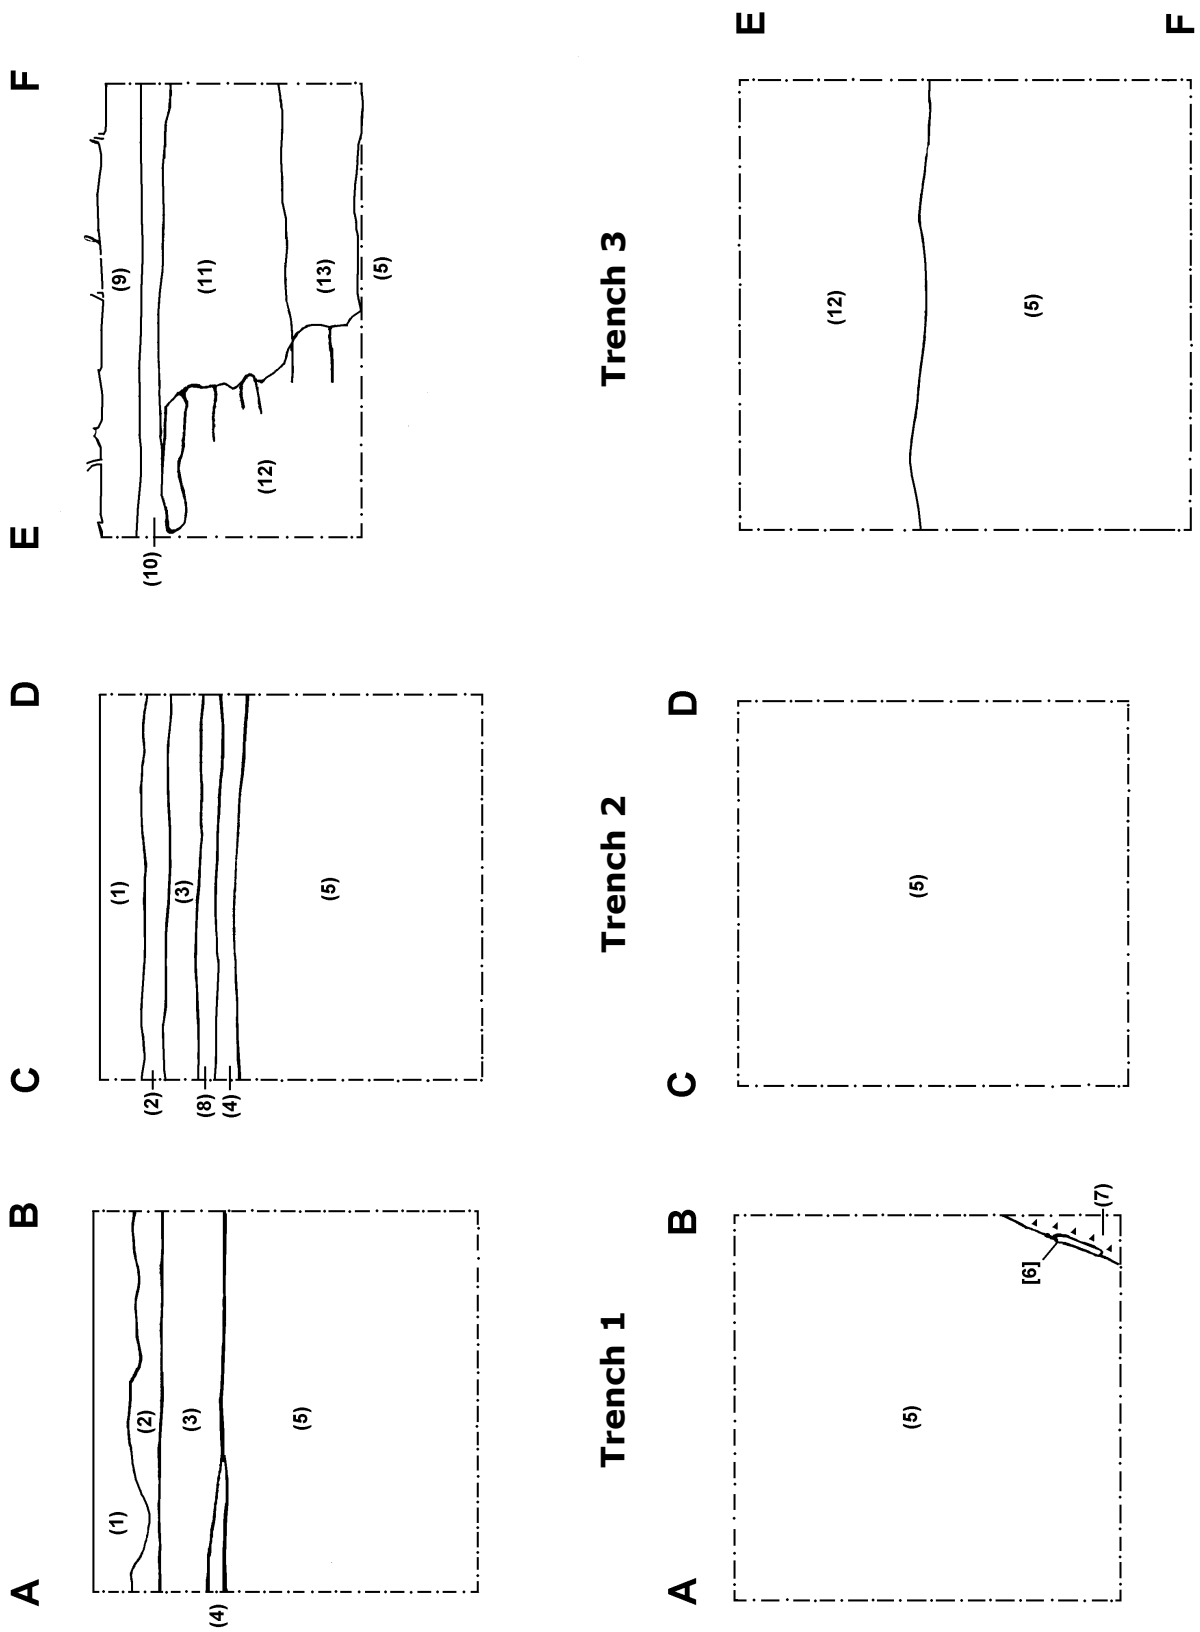 A B
(1)
(2)
(3)
(4)
(5)
C D
(1)
(2)
(3)
(8)
(4)
(5)
E F
(9)
(10)
(11)
(12)
(13)
(5)
Trench 1
Trench 2
Trench 3
A B
(5)
[6]
(7)
C D
(5)
E
F
(12)
(5)